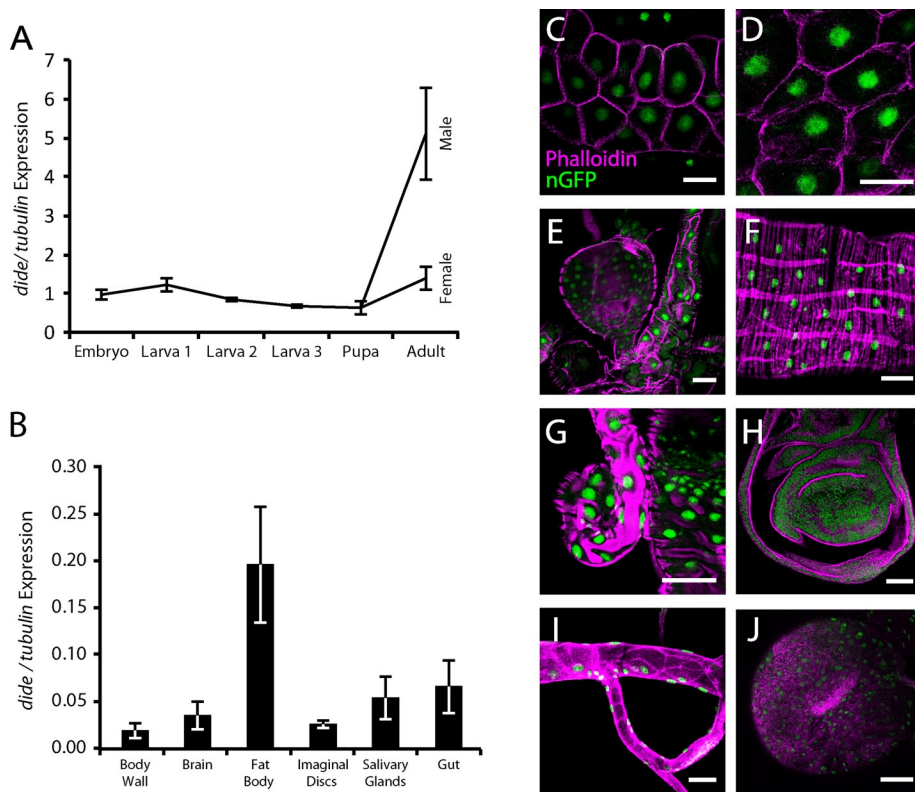 A
dide/tubulin Expression
7
6
5
4
3
2
1
0
Male
Female
Embryo Larva 1 Larva 2 Larva 3 Pupa Adult
B
dide/tubulin Expression
0.30
0.25
0.20
0.15
0.10
0.05
0.00
Body Wall
Brain
Fat Body
Imaginal Discs
Salivary Glands
Gut
C
Phalloidin
nGFP
D
E
F
G
H
I
J